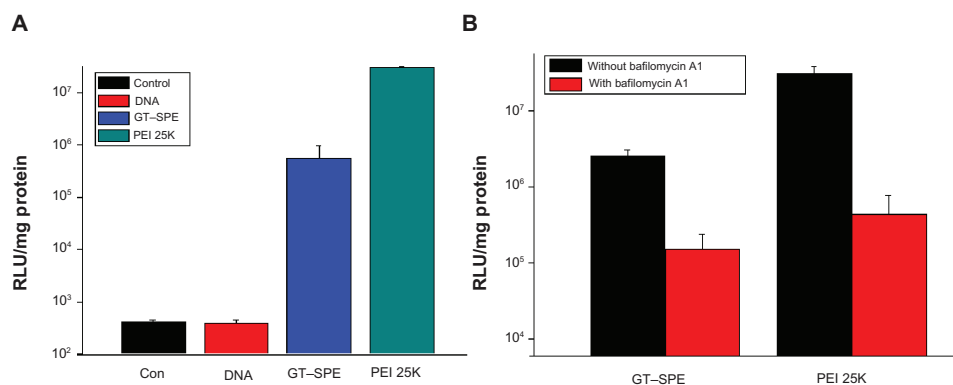 A
RLU/mg protein
10⁷
10⁶
10⁵
10⁴
10³
10²
Control
DNA
GT–SPE
PEI 25K
Con
DNA
GT–SPE
PEI 25K
B
RLU/mg protein
10⁷
10⁶
10⁵
10⁴
Without bafilomycin A1
With bafilomycin A1
GT–SPE
PEI 25K